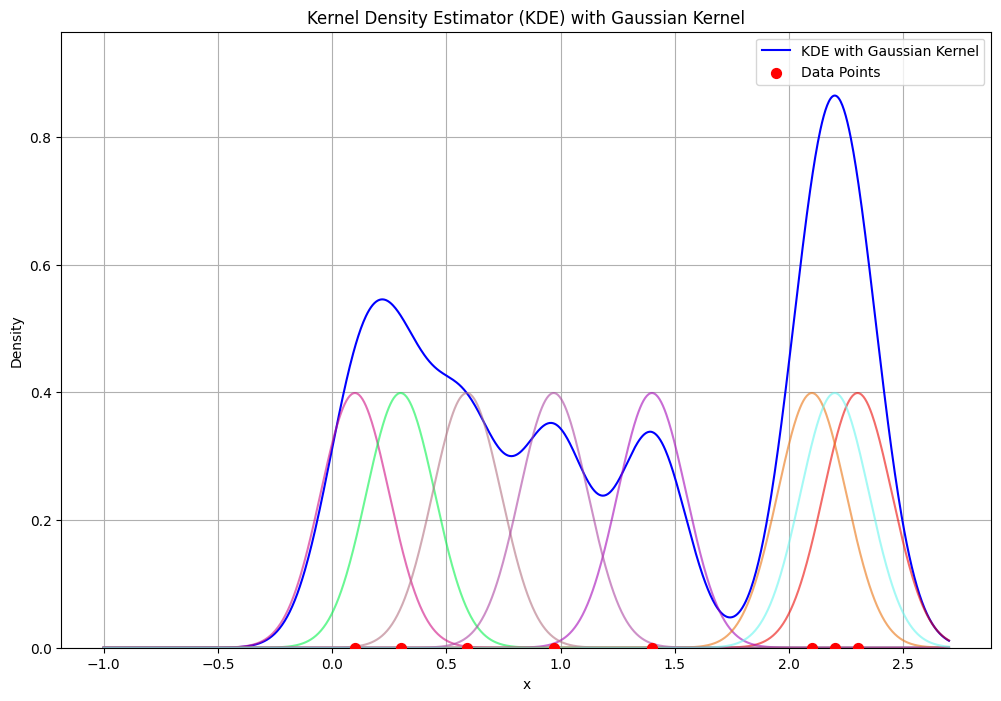 Kernel Density Estimator (KDE) with Gaussian Kernel
KDE with Gaussian Kernel
Data Points
Density
0.8
0.6
0.4
0.2
0.0
−1.0 −0.5 0.0 0.5 1.0 1.5 2.0 2.5
x